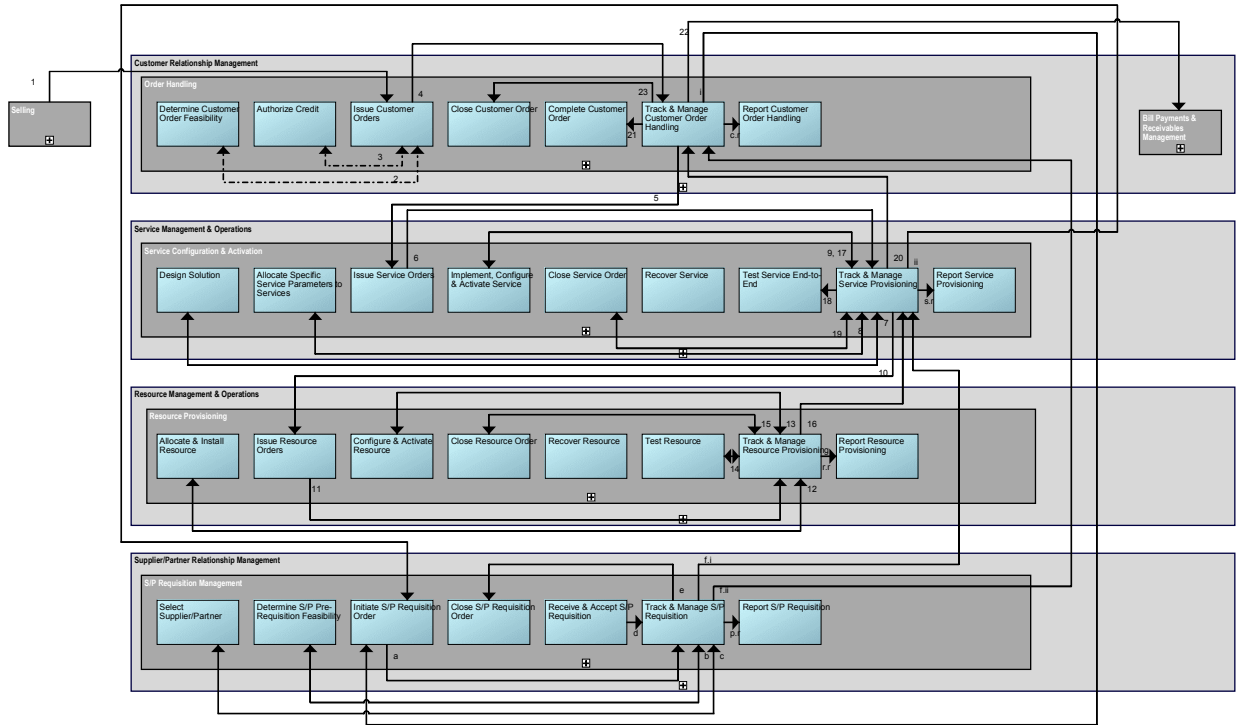 22
Customer Relationship Management
1
Order Handling
i
4
23
Selling
Determine Customer
Order Feasibility
Authorize Credit
Issue Customer
Orders
Close Customer Order
Complete Customer
Order
Track & Manage
Customer Order
Handling
Report Customer
Order Handling
Bill Payments &
Receivables
Management
21
c.r
3
2
5
Service Management & Operations
Service Configuration & Activation
6
9, 17
20
ii
Design Solution
Allocate Specific
Service Parameters to
Services
Issue Service Orders
Implement, Configure
& Activate Service
Close Service Order
Recover Service
Test Service End-to-
End
Track & Manage
Service Provisioning
Report Service
Provisioning
18
s.r
19
8
7
10
Resource Management & Operations
Resource Provisioning
15
13
16
Allocate & Install
Resource
Issue Resource
Orders
Configure & Activate
Resource
Close Resource Order
Recover Resource
Test Resource
Track & Manage
Resource Provisioning
Report Resource
Provisioning
14
r.r
11
12
Supplier/Partner Relationship Management
f.i
S/P Requisition Management
e
f.ii
Select
Supplier/Partner
Determine S/P Pre-
Requisition Feasibility
Initiate S/P Requisition
Order
Close S/P Requisition
Order
Receive & Accept S/P
Requisition
Track & Manage S/P
Requisition
Report S/P Requisition
d
p.r
a
b
c